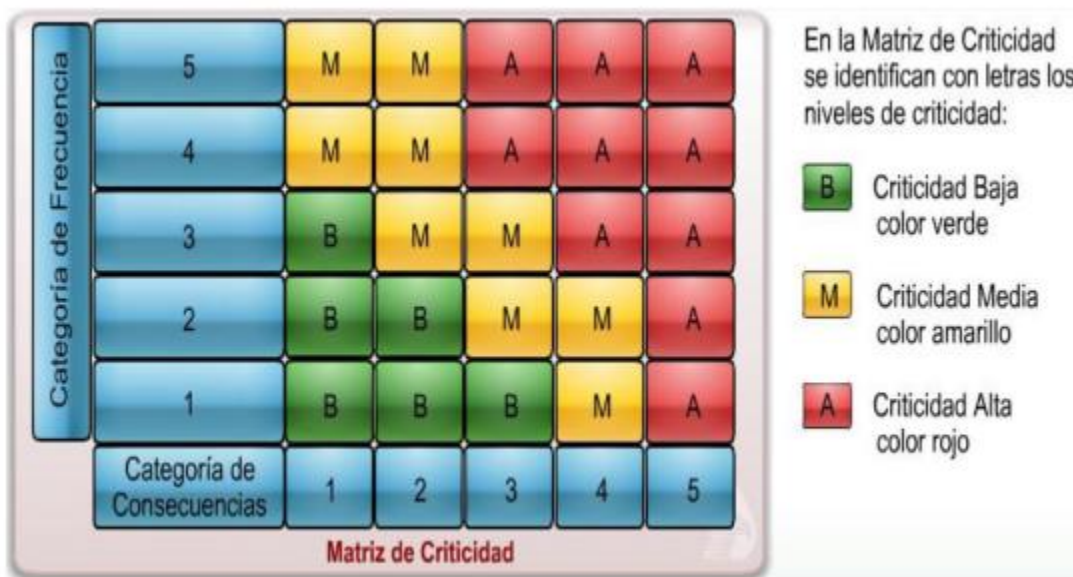 Categoría de Frecuencia
5 M M A A A
4 M M A A A
3 B M M A A
2 B B M M A
1 B B B M A
Categoría de
Consecuencias
1 2 3 4 5
Matriz de Criticidad
En la Matriz de Criticidad
se identifican con letras los
niveles de criticidad:
B Criticidad Baja
color verde
M Criticidad Media
color amarillo
A Criticidad Alta
color rojo